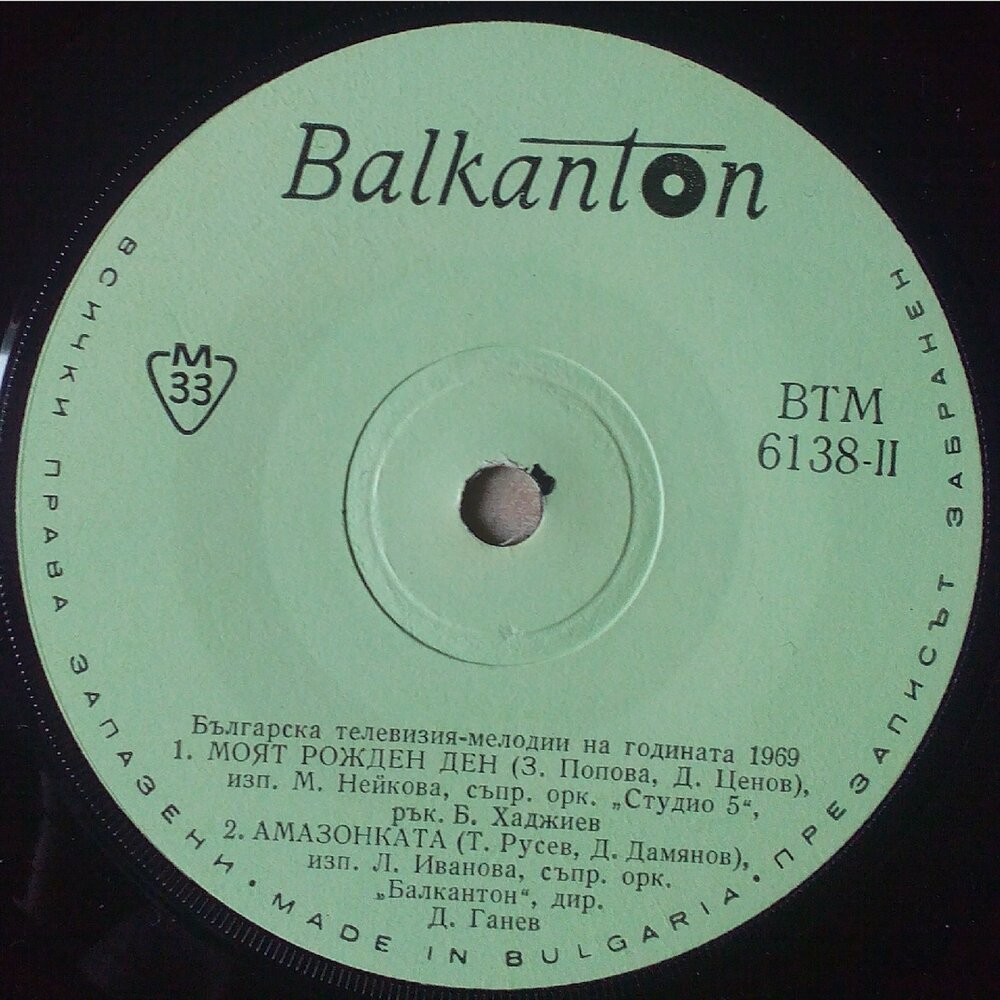 Balkanton
M
33
ВТМ
6138-II
Българска телевизия-мелодии на годината 1969
1. МОЯТ РОЖДЕН ДЕН (З. Попова, Д. Ценов),
изп. М. Нейкова, съпр. орк. „Студио 5“,
рък. Б. Хаджиев
2. АМАЗОНКАТА (Т. Русев, Д. Дамянов),
изп. Л. Иванова, съпр. орк.
„Балкантон“, дир.
Д. Ганев
ВСИЧКИ ПРАВА ЗАПАЗЕНИ • MADE IN BULGARIA • ПРЕЗАПИСЪТ ЗАБРАНЕН